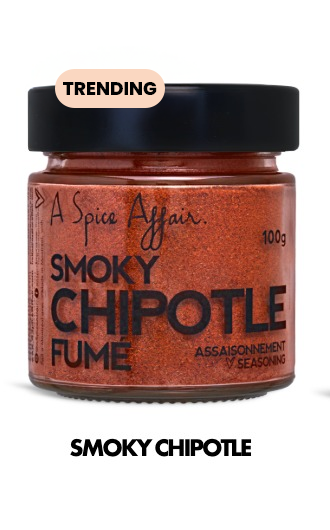 TRENDING
A Spice Affair.
100g
SMOKY
CHIPOTLE
FUMÉ
ASSAISONNEMENT
SEASONING
SMOKY CHIPOTLE